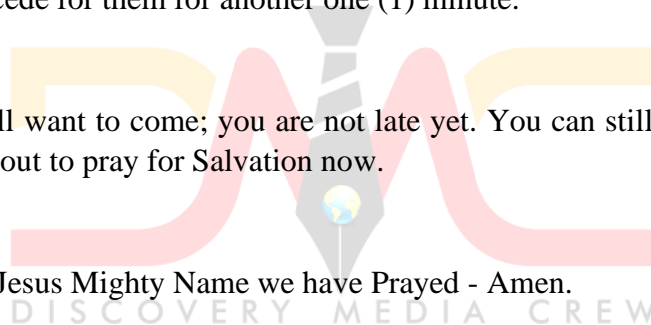 cede for them for another one (1) minute.
ll want to come; you are not late yet. You can still
out to pray for Salvation now.
Jesus Mighty Name we have Prayed - Amen.
DMC
DISCOVERY MEDIA CREW